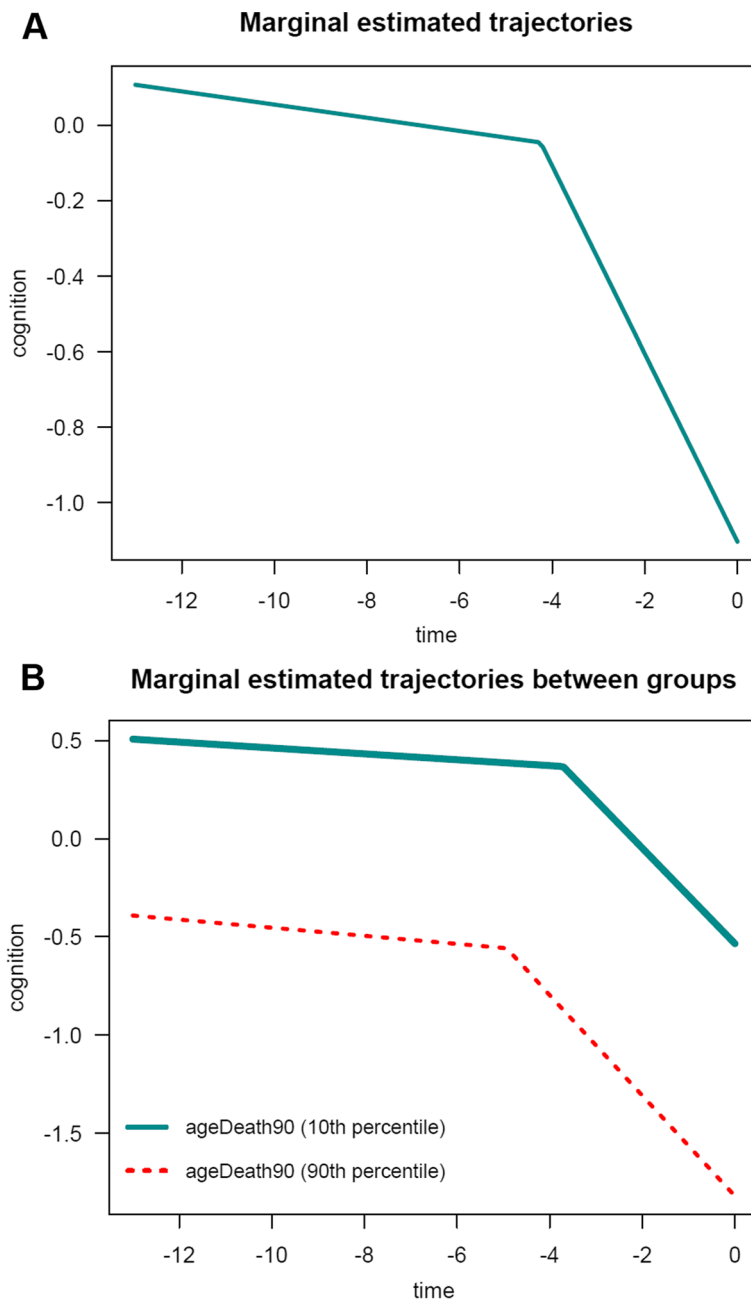 A
Marginal estimated trajectories
0.0
-0.2
-0.4
-0.6
-0.8
-1.0
cognition
-12 -10 -8 -6 -4 -2 0
time
B
Marginal estimated trajectories between groups
0.5
0.0
-0.5
-1.0
-1.5
cognition
ageDeath90 (10th percentile)
ageDeath90 (90th percentile)
-12 -10 -8 -6 -4 -2 0
time